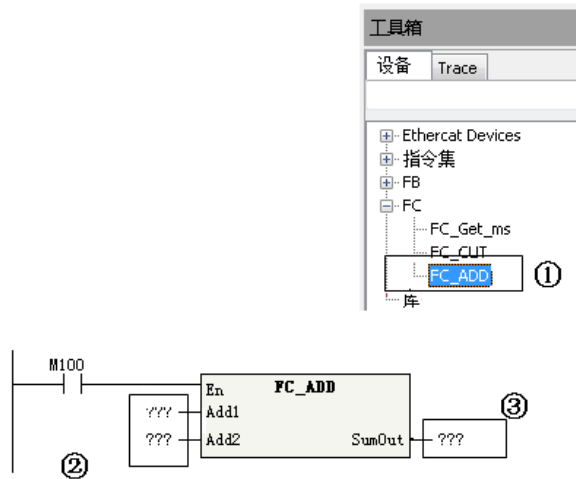 工具箱
设备 Trace
Ethercat Devices
指令集
FB
FC
FC_Get_ms
FC_CUT
FC_ADD ①
库
M100
En FC_ADD
??? Add1 ③
??? Add2 SumOut ???
②